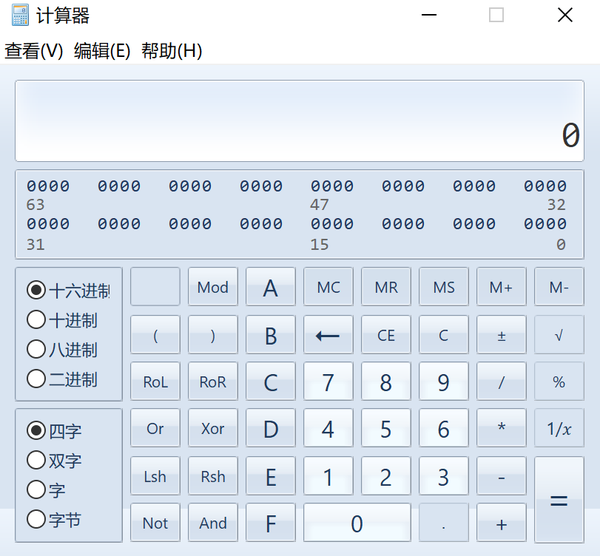 计算器
查看(V) 编辑(E) 帮助(H)
0
0000 0000 0000 0000 0000 0000 0000 0000
63 47 32
0000 0000 0000 0000 0000 0000 0000 0000
31 15 0
十六进制 Mod A MC MR MS M+ M-
十进制 ( ) B ← CE C ± √
八进制 RoL RoR C 7 8 9 / %
二进制
四字 Or Xor D 4 5 6 * 1/x
双字 Lsh Rsh E 1 2 3 - =
字
字节 Not And F 0 . +